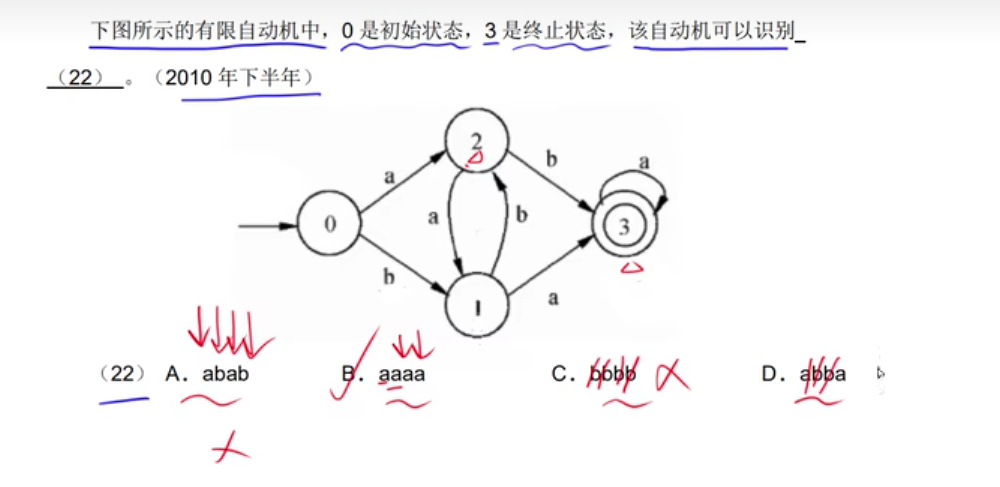 下图所示的有限自动机中，0 是初始状态，3 是终止状态，该自动机可以识别_
（22）。（2010 年下半年）
2
b
a
a
0
a
b
3
b
1
a
（22） A．abab B．aaaa C．bbbb D．abba